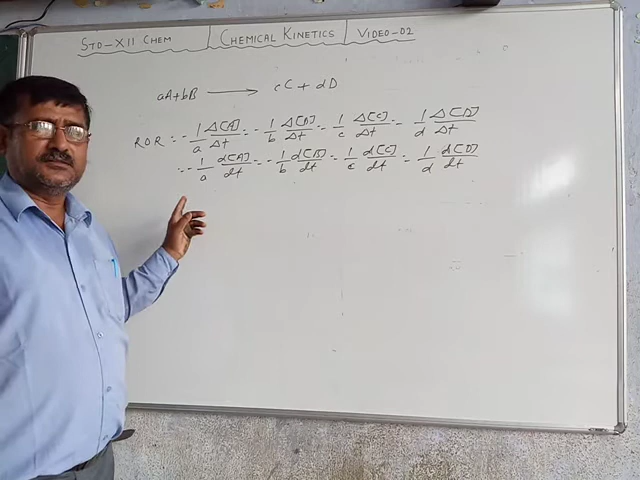 STD-XII CHEM | CHEMICAL KINETICS | VIDEO-02
aA+bB ⟶ cC + dD
ROR = -1/a Δ[A]/Δt = -1/b Δ[B]/Δt = 1/c Δ[C]/Δt = 1/d Δ[D]/Δt
= -1/a d[A]/dt = -1/b d[B]/dt = 1/c d[C]/dt = 1/d d[D]/dt